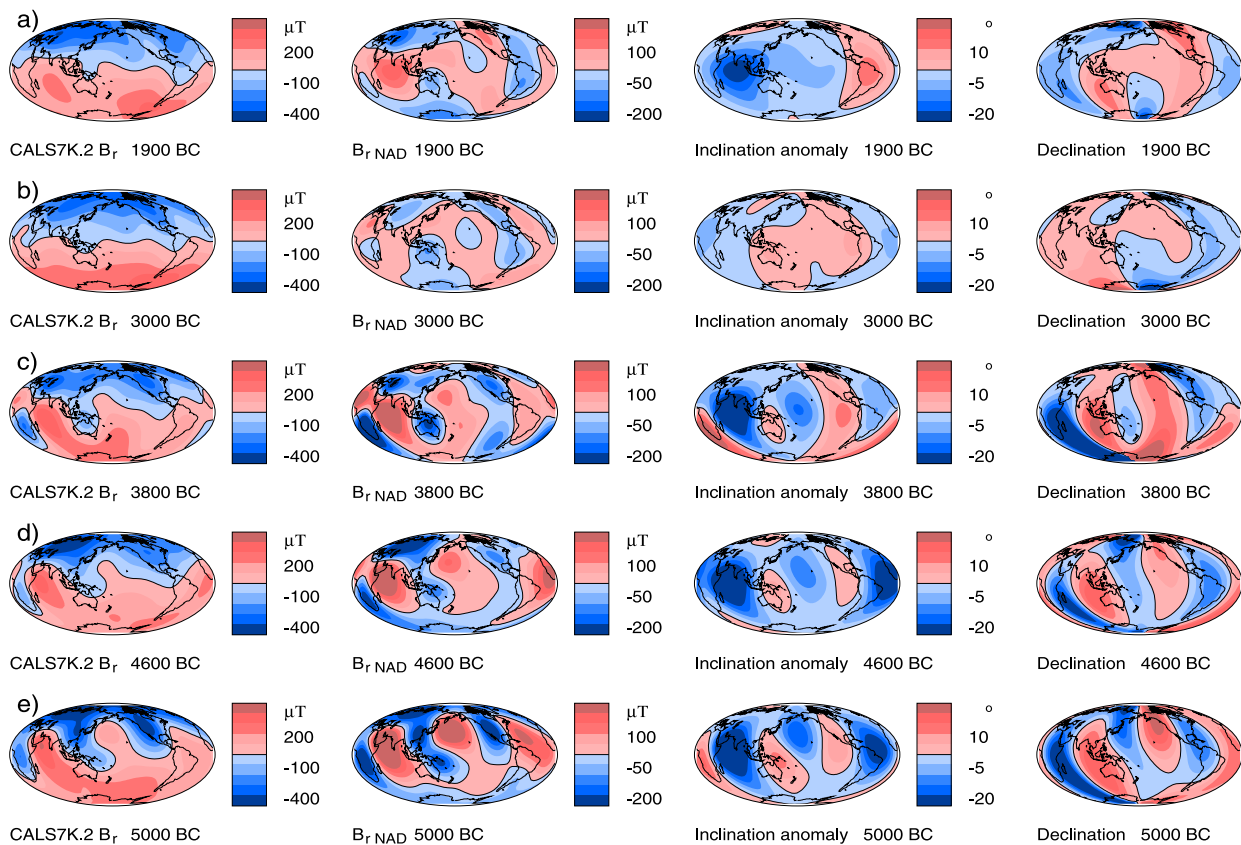 a)
μT
200
-100
-400
μT
100
-50
-200
o
10
-5
-20
o
10
-5
-20
CALS7K.2 Br 1900 BC
Br NAD 1900 BC
Inclination anomaly 1900 BC
Declination 1900 BC
b)
μT
200
-100
-400
μT
100
-50
-200
o
10
-5
-20
o
10
-5
-20
CALS7K.2 Br 3000 BC
Br NAD 3000 BC
Inclination anomaly 3000 BC
Declination 3000 BC
c)
μT
200
-100
-400
μT
100
-50
-200
o
10
-5
-20
CALS7K.2 Br 3800 BC
Br NAD 3800 BC
Inclination anomaly 3800 BC
Declination 3800 BC
d)
μT
200
-100
-400
μT
100
-50
-200
o
10
-5
-20
CALS7K.2 Br 4600 BC
Br NAD 4600 BC
Inclination anomaly 4600 BC
Declination 4600 BC
e)
μT
200
-100
-400
μT
100
-50
-200
o
10
-5
-20
CALS7K.2 Br 5000 BC
Br NAD 5000 BC
Inclination anomaly 5000 BC
Declination 5000 BC